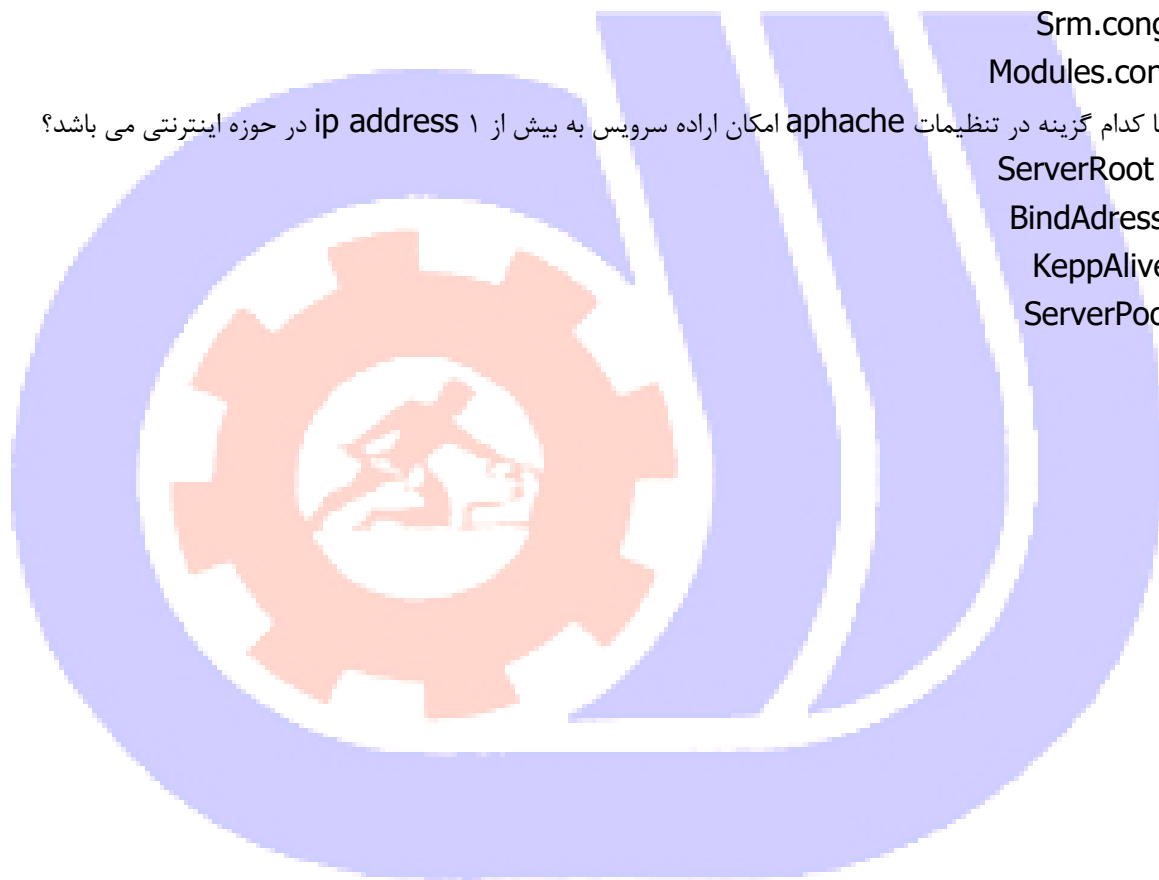 Srm.cong
Modules.con
ا کدام گزینه در تنظیمات aphache امکان اراده سرویس به بیش از ۱ ip address در حوزه اینترنتی می باشد؟
ServerRoot
BindAdress
KeppAlive
ServerPoo